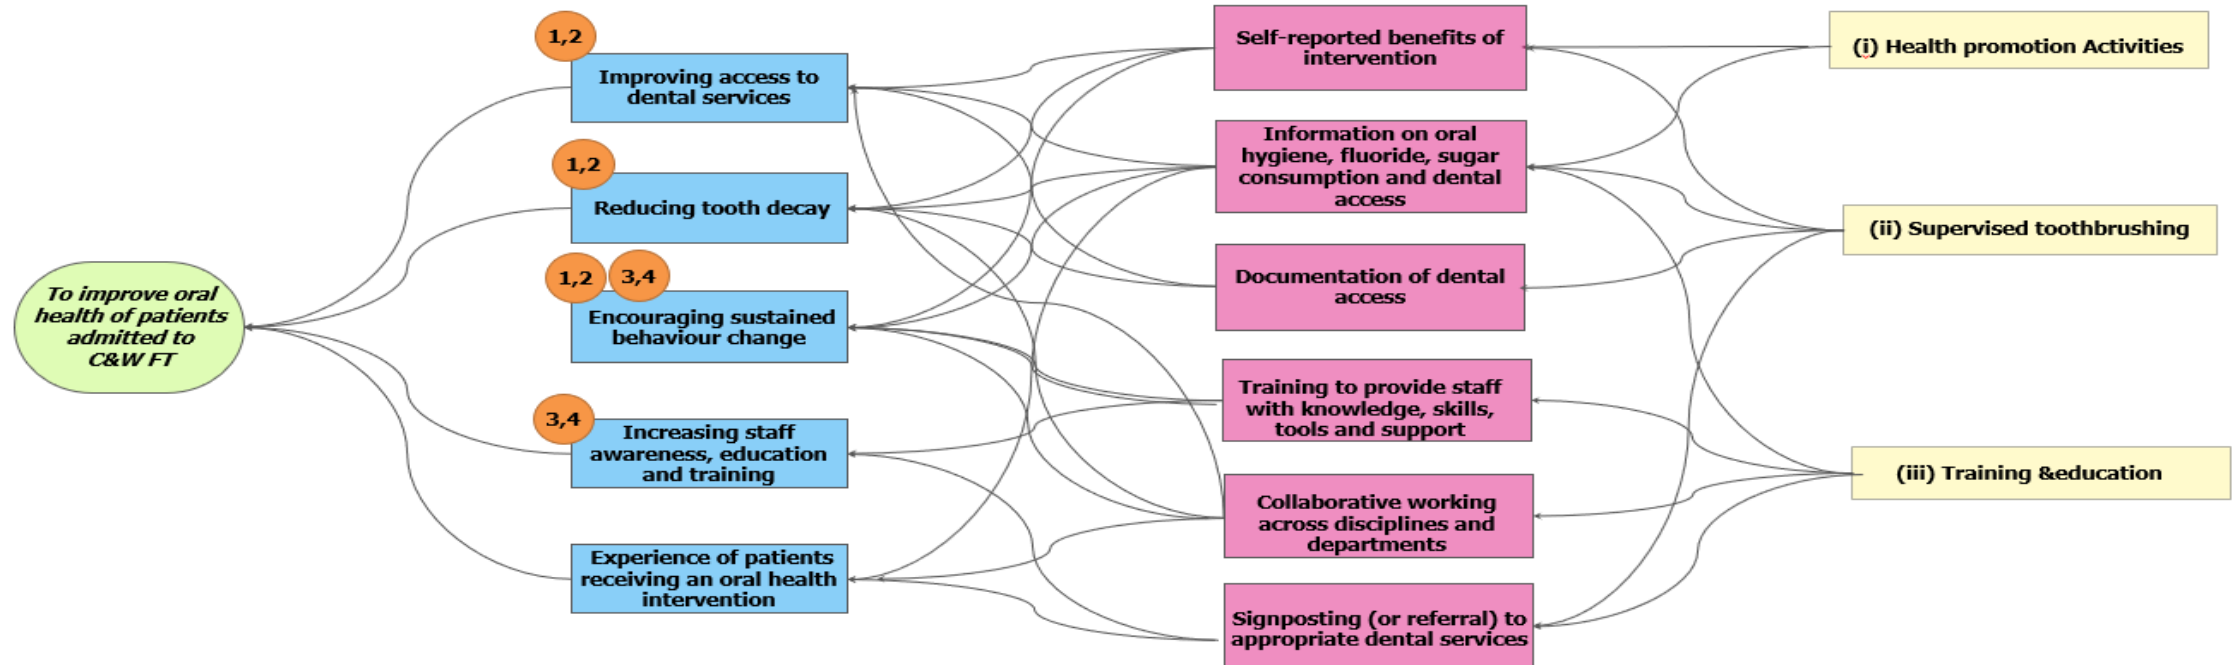 To improve oral
health of patients
admitted to
C&W FT
1,2
Improving access to
dental services
1,2
Reducing tooth decay
1,2
3,4
Encouraging sustained
behaviour change
3,4
Increasing staff
awareness, education
and training
Experience of patients
receiving an oral health
intervention
Self-reported benefits of
intervention
Information on oral
hygiene, fluoride, sugar
consumption and dental
access
Documentation of dental
access
Training to provide staff
with knowledge, skills,
tools and support
Collaborative working
across disciplines and
departments
Signposting (or referral) to
appropriate dental services
(i) Health promotion Activities
(ii) Supervised toothbrushing
(iii) Training &education